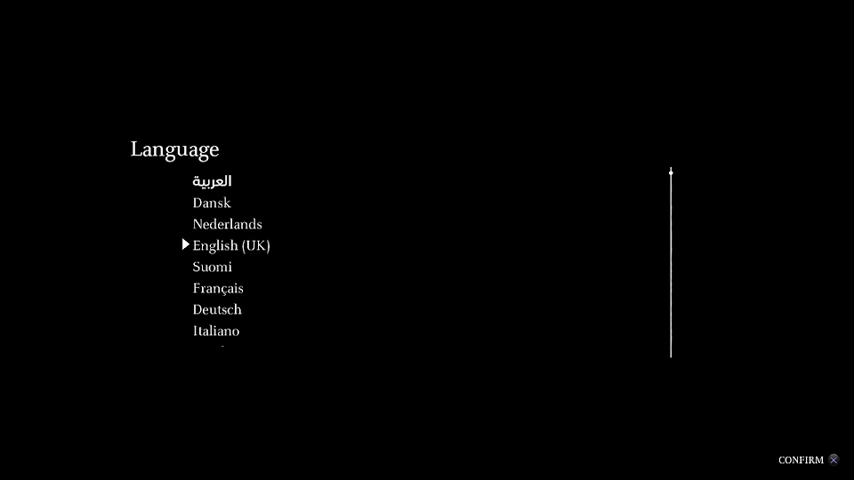 Language
العربية
Dansk
Nederlands
English (UK)
Suomi
Français
Deutsch
Italiano
CONFIRM